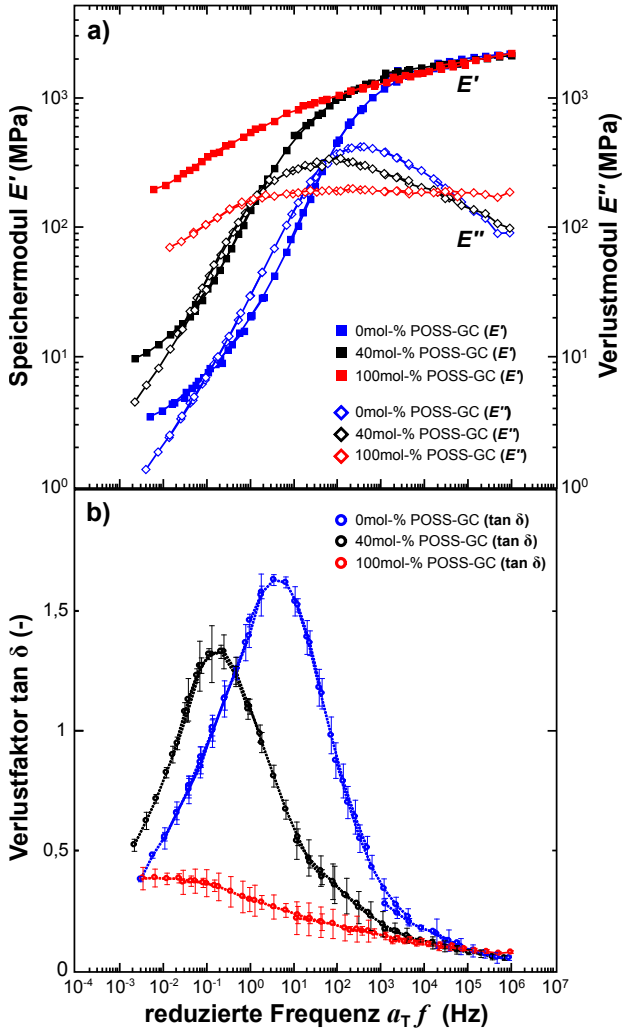 a)
Speichermodul E' (MPa)
10³
10²
10¹
10⁰
E'
E''
0mol-% POSS-GC (E')
40mol-% POSS-GC (E')
100mol-% POSS-GC (E')
0mol-% POSS-GC (E'')
40mol-% POSS-GC (E'')
100mol-% POSS-GC (E'')
10³
10²
10¹
10⁰
Verlustmodul E'' (MPa)
b)
Verlustfaktor tan δ (-)
1,5
1
0,5
0
0mol-% POSS-GC (tan δ)
40mol-% POSS-GC (tan δ)
100mol-% POSS-GC (tan δ)
10⁻⁴ 10⁻³ 10⁻² 10⁻¹ 10⁰ 10¹ 10² 10³ 10⁴ 10⁵ 10⁶ 10⁷
reduzierte Frequenz a_T f (Hz)